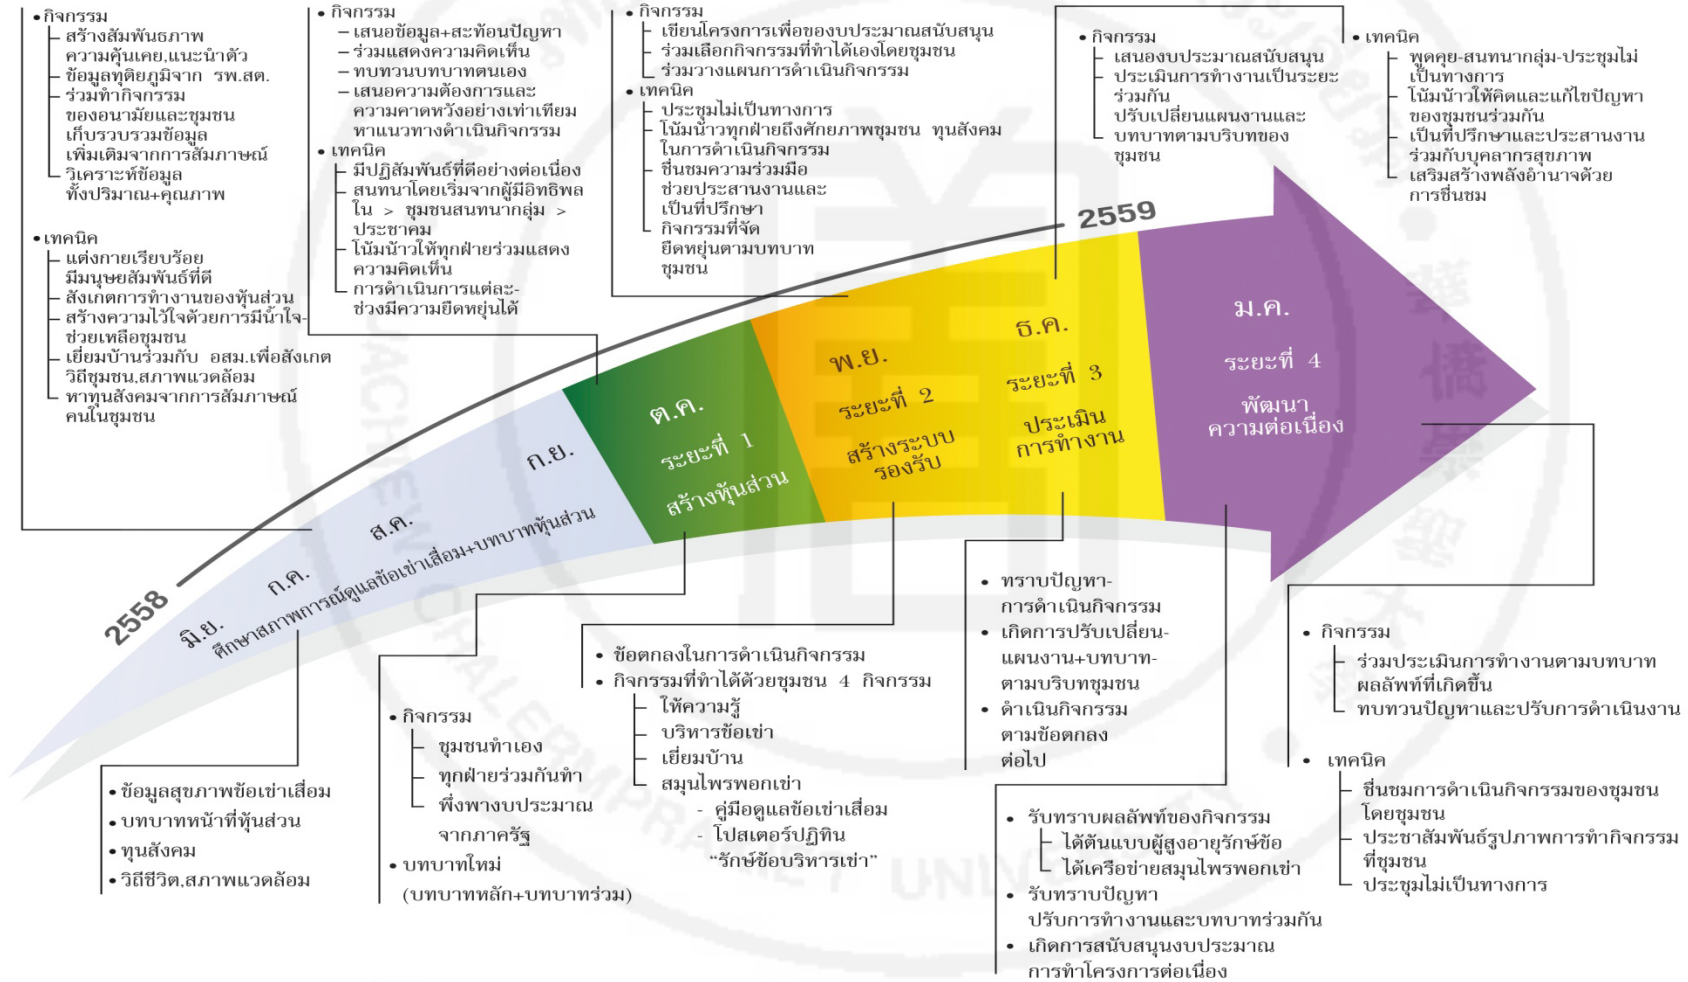 • กิจกรรม
– สร้างสัมพันธภาพ
ความคุ้นเคย,แนะนำตัว
– ข้อมูลทุติยภูมิจาก รพ.สต.
– ร่วมทำกิจกรรม
ของอนามัยและชุมชน
เก็บรวบรวมข้อมูล
เพิ่มเติมจากการสัมภาษณ์
– วิเคราะห์ข้อมูล
ทั้งปริมาณ+คุณภาพ
• เทคนิค
– แต่งกายเรียบร้อย
มีมนุษยสัมพันธ์ที่ดี
– สังเกตการทำงานของหุ้นส่วน
– สร้างความไว้ใจด้วยการมีน้ำใจ-
ช่วยเหลือชุมชน
– เยี่ยมบ้านร่วมกับ อสม.เพื่อสังเกต
วิถีชุมชน,สภาพแวดล้อม
– หาทุนสังคมจากการสัมภาษณ์
คนในชุมชน
• กิจกรรม
– เสนอข้อมูล+สะท้อนปัญหา
– ร่วมแสดงความคิดเห็น
– ทบทวนบทบาทตนเอง
– เสนอความต้องการและ
ความคาดหวังอย่างเท่าเทียม
หาแนวทางดำเนินกิจกรรม
• เทคนิค
– มีปฏิสัมพันธ์ที่ดีอย่างต่อเนื่อง
– สนทนาโดยเริ่มจากผู้มีอิทธิพล
ใน > ชุมชนสนทนากลุ่ม >
ประชาคม
– โน้มน้าวให้ทุกฝ่ายร่วมแสดง
ความคิดเห็น
– การดำเนินการแต่ละ-
ช่วงมีความยืดหยุ่นได้
• กิจกรรม
– เขียนโครงการเพื่อของบประมาณสนับสนุน
– ร่วมเลือกกิจกรรมที่ทำได้เองโดยชุมชน
– ร่วมวางแผนการดำเนินกิจกรรม
• เทคนิค
– ประชุมไม่เป็นทางการ
– โน้มน้าวทุกฝ่ายถึงศักยภาพชุมชน ทุนสังคม
ในการดำเนินกิจกรรม
– ชื่นชมความร่วมมือ
ช่วยประสานงานและ
เป็นที่ปรึกษา
– กิจกรรมที่จัด
ยืดหยุ่นตามบทบาท
ชุมชน
• กิจกรรม
– เสนองบประมาณสนับสนุน
– ประเมินการทำงานเป็นระยะ
ร่วมกัน
– ปรับเปลี่ยนแผนงานและ
บทบาทตามบริบทของ
ชุมชน
• เทคนิค
– พูดคุย-สนทนากลุ่ม-ประชุมไม่
เป็นทางการ
– โน้มน้าวให้คิดและแก้ไขปัญหา
ของชุมชนร่วมกัน
– เป็นที่ปรึกษาและประสานงาน
ร่วมกับบุคลากรสุขภาพ
– เสริมสร้างพลังอำนาจด้วย
การชื่นชม
2558
2559
มิ.ย.
ก.ค.
ส.ค.
ก.ย.
ศึกษาสภาพการณ์ดูแลข้อเข่าเสื่อม+บทบาทหุ้นส่วน
ต.ค.
ระยะที่ 1
สร้างหุ้นส่วน
พ.ย.
ระยะที่ 2
สร้างระบบ
รองรับ
ธ.ค.
ระยะที่ 3
ประเมิน
การทำงาน
ม.ค.
ระยะที่ 4
พัฒนา
ความต่อเนื่อง
• ข้อมูลสุขภาพข้อเข่าเสื่อม
• บทบาทหน้าที่หุ้นส่วน
• ทุนสังคม
• วิถีชีวิต,สภาพแวดล้อม
• กิจกรรม
– ชุมชนทำเอง
– ทุกฝ่ายร่วมกันทำ
– พึ่งพางบประมาณ
จากภาครัฐ
• บทบาทใหม่
(บทบาทหลัก+บทบาทร่วม)
• ข้อตกลงในการดำเนินกิจกรรม
• กิจกรรมที่ทำได้ด้วยชุมชน 4 กิจกรรม
– ให้ความรู้
– บริหารข้อเข่า
– เยี่ยมบ้าน
– สมุนไพรพอกเข่า
- คู่มือดูแลข้อเข่าเสื่อม
- โปสเตอร์ปฏิทิน
“รักษ์ข้อบริหารเข่า”
• ทราบปัญหา-
การดำเนินกิจกรรม
• เกิดการปรับเปลี่ยน-
แผนงาน+บทบาท-
ตามบริบทชุมชน
• ดำเนินกิจกรรม
ตามข้อตกลง
ต่อไป
• รับทราบผลลัพท์ของกิจกรรม
– ได้ต้นแบบผู้สูงอายุรักษ์ข้อ
– ได้เครือข่ายสมุนไพรพอกเข่า
• รับทราบปัญหา
ปรับการทำงานและบทบาทร่วมกัน
• เกิดการสนับสนุนงบประมาณ
การทำโครงการต่อเนื่อง
• กิจกรรม
– ร่วมประเมินการทำงานตามบทบาท
ผลลัพท์ที่เกิดขึ้น
– ทบทวนปัญหาและปรับการดำเนินงาน
• เทคนิค
– ชื่นชมการดำเนินกิจกรรมของชุมชน
โดยชุมชน
– ประชาสัมพันธ์รูปภาพการทำกิจกรรม
ที่ชุมชน
– ประชุมไม่เป็นทางการ
CHALERMPRAKIET UNIVERSITY